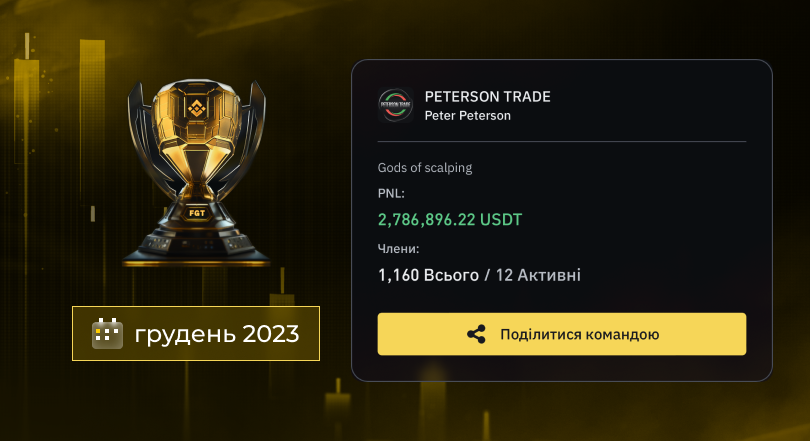 FGT
грудень 2023
PETERSON TRADE
PETERSON TRADE
Peter Peterson
Gods of scalping
PNL:
2,786,896.22 USDT
Члени:
1,160 Всього / 12 Активні
Поділитися командою